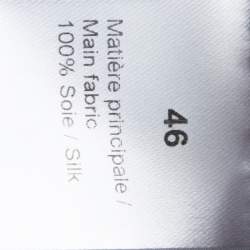 46
Matière principale /
Main fabric
100% Soie / Silk